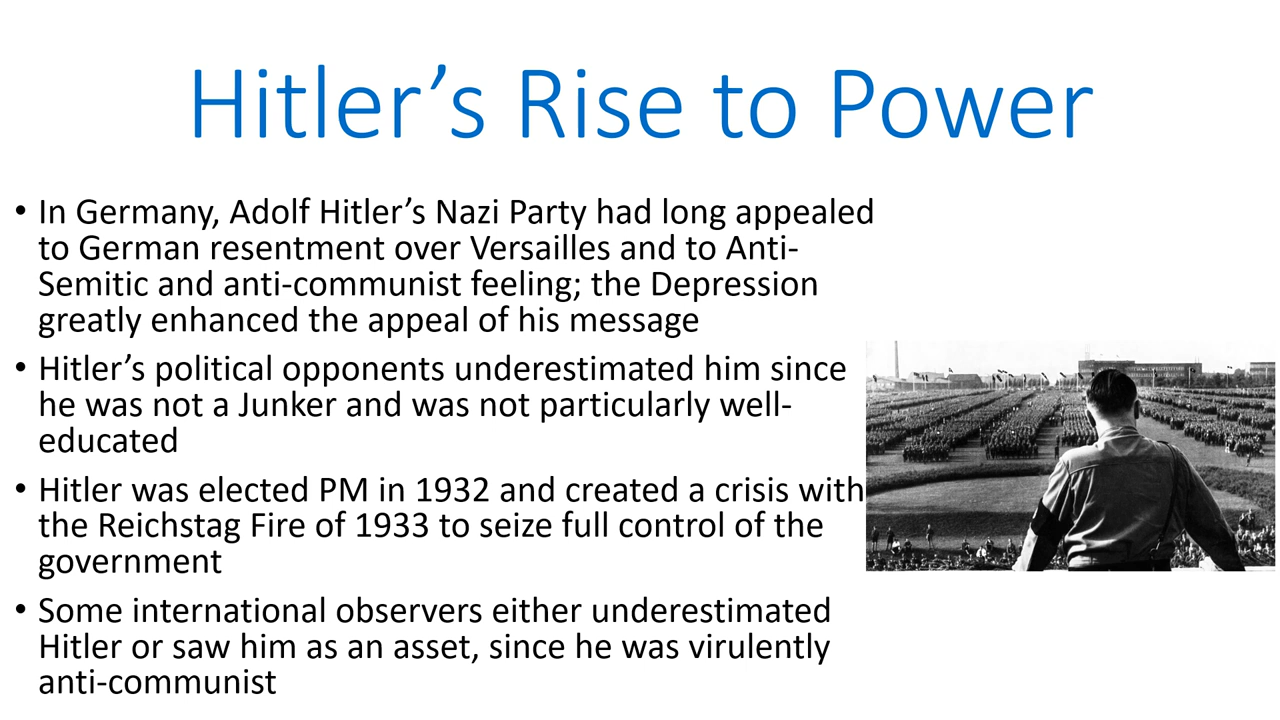 Hitler’s Rise to Power
• In Germany, Adolf Hitler’s Nazi Party had long appealed
to German resentment over Versailles and to Anti-
Semitic and anti-communist feeling; the Depression
greatly enhanced the appeal of his message
• Hitler’s political opponents underestimated him since
he was not a Junker and was not particularly well-
educated
• Hitler was elected PM in 1932 and created a crisis with
the Reichstag Fire of 1933 to seize full control of the
government
• Some international observers either underestimated
Hitler or saw him as an asset, since he was virulently
anti-communist